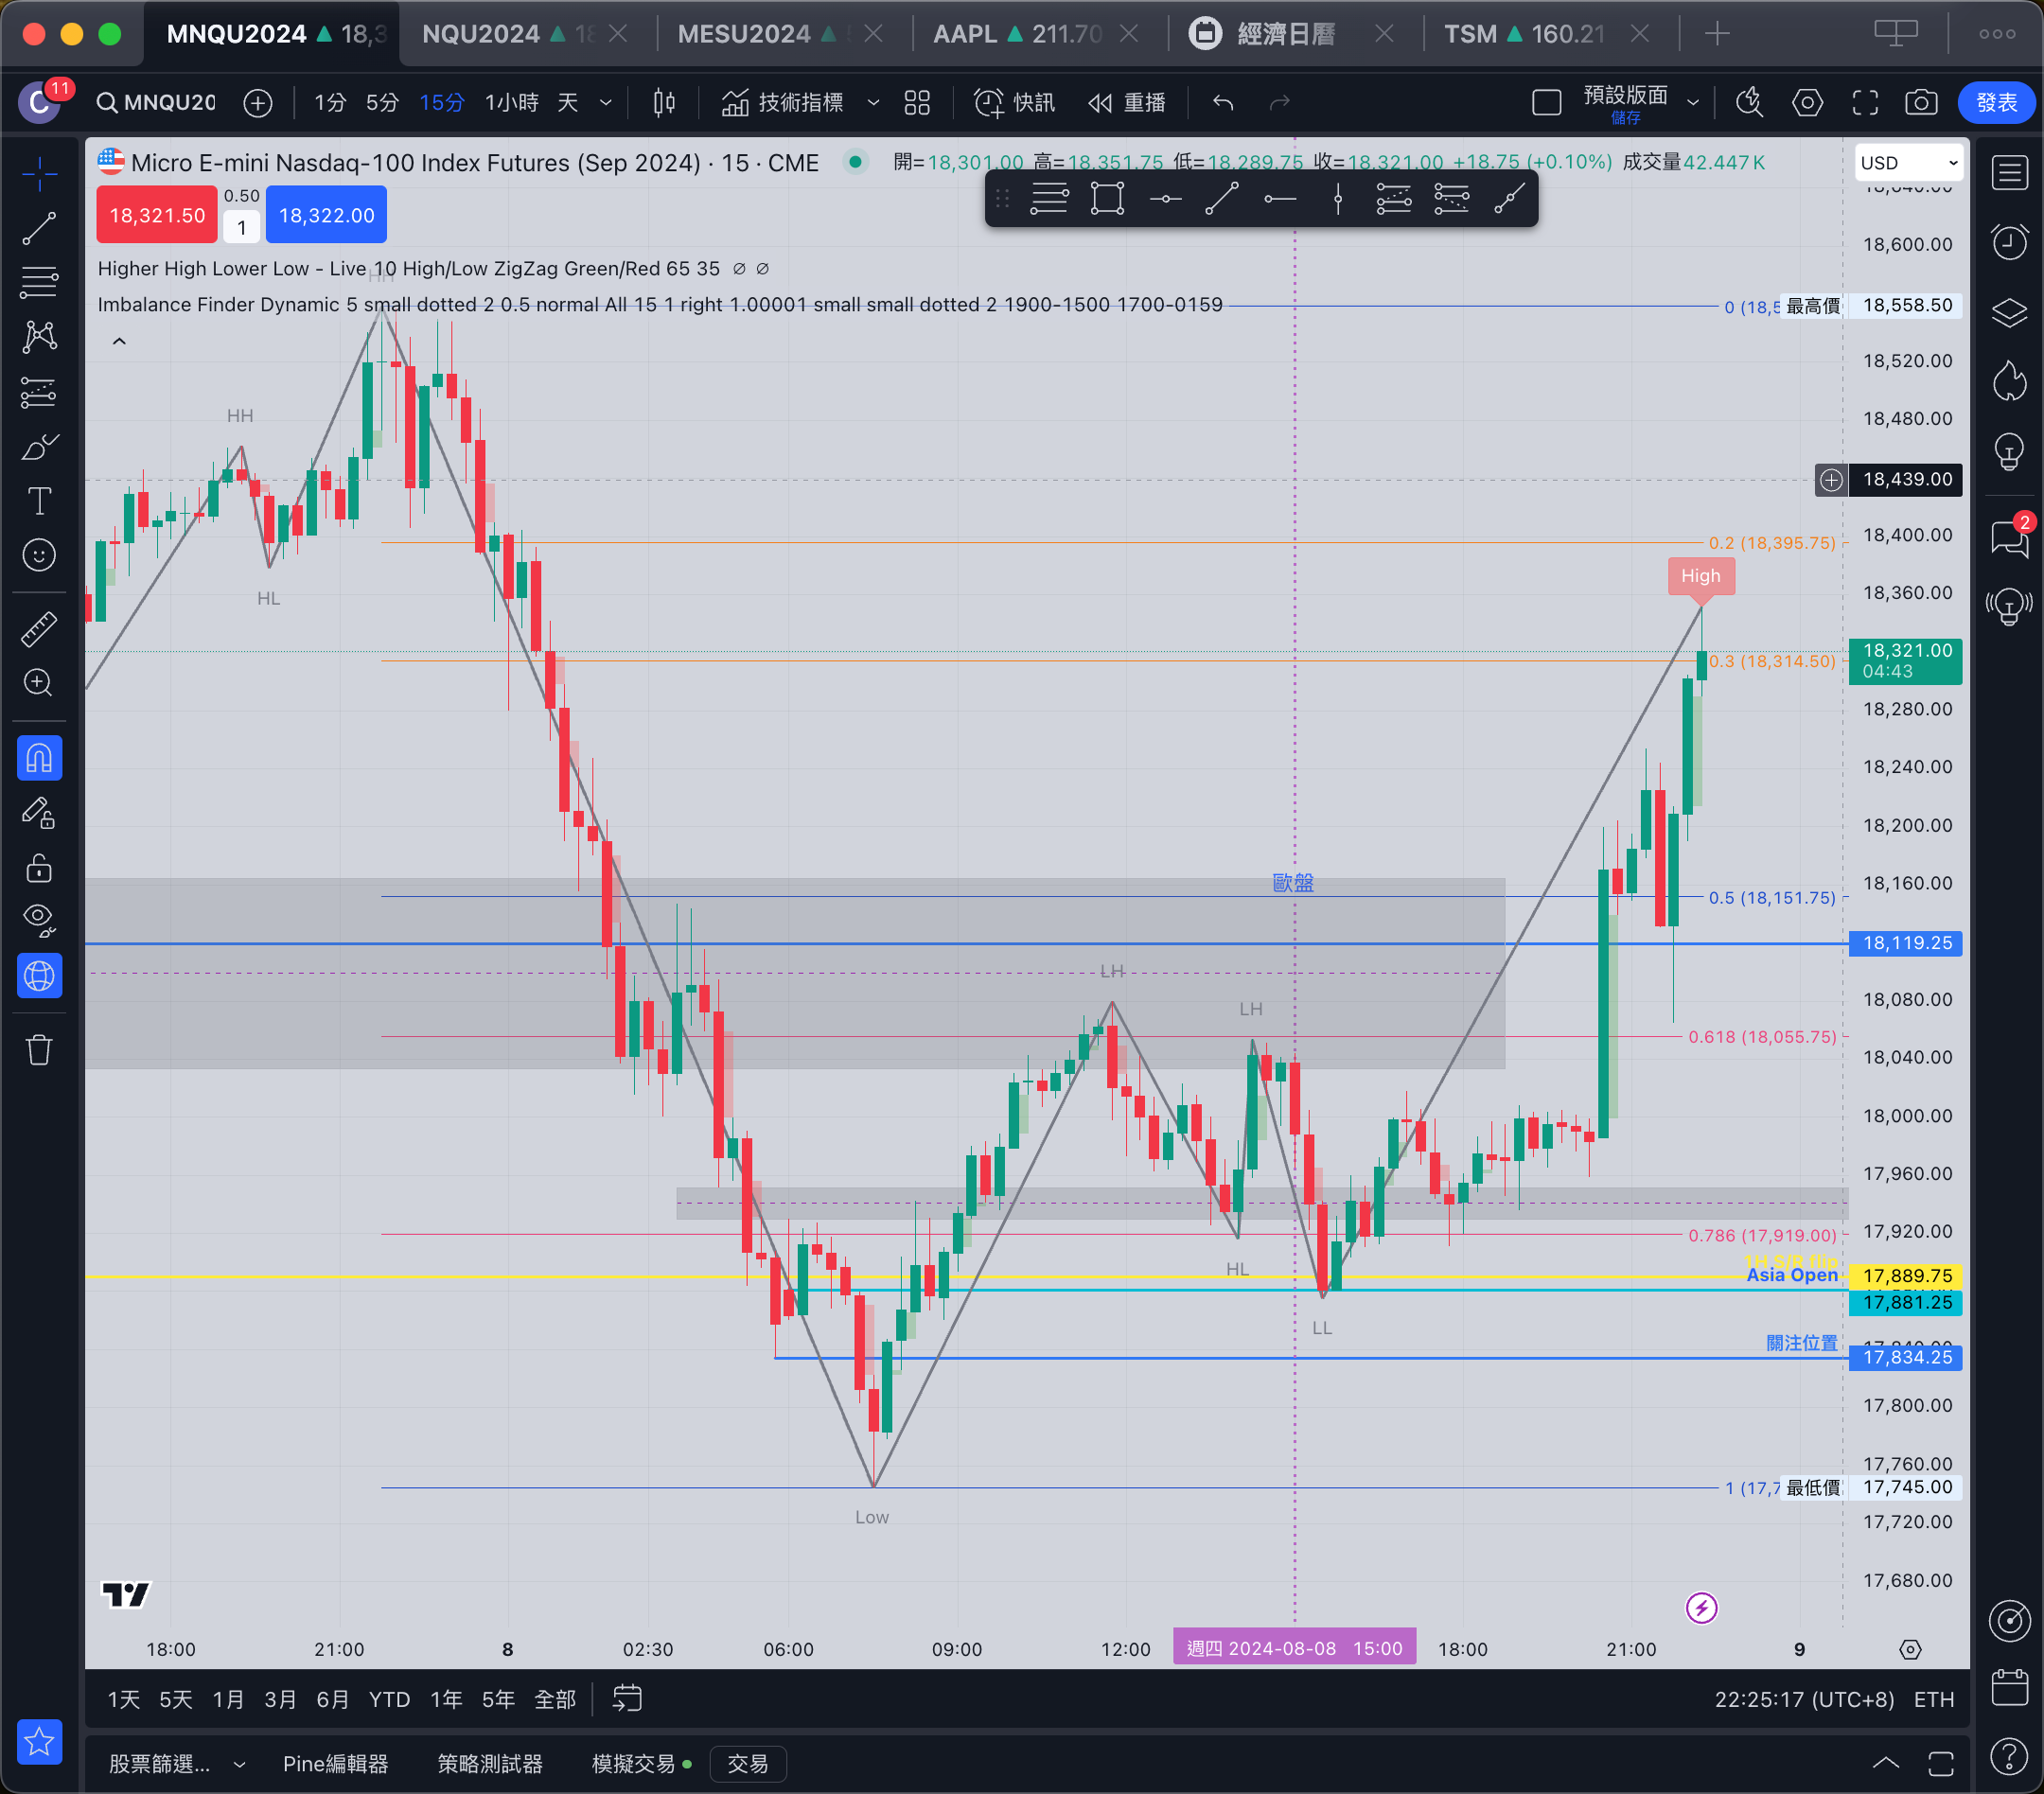 MNQU2024 ▲ 18,3
NQU2024 ▲ 18
MESU2024 ▲
AAPL ▲ 211.70
經濟日曆
TSM ▲ 160.21
C
11
MNQU20
1分 5分 15分 1小時 天
技術指標
快訊
重播
預設版面
儲存
發表
Micro E-mini Nasdaq-100 Index Futures (Sep 2024) · 15 · CME
開=18,301.00 高=18,351.75 低=18,289.75 收=18,321.00 +18.75 (+0.10%) 成交量42.447K
USD
18,321.50
0.50
1
18,322.00
Higher High Lower Low - Live 10 High/Low ZigZag Green/Red 65 35 ∅ ∅
Imbalance Finder Dynamic 5 small dotted 2 0.5 normal All 15 1 right 1.00001 small small dotted 2 1900-1500 1700-0159
18,640.00
18,600.00
0 (18,5
最高價
18,558.50
18,520.00
18,480.00
18,439.00
18,400.00
18,360.00
18,321.00
04:43
18,280.00
18,240.00
18,200.00
18,160.00
18,119.25
18,080.00
18,040.00
18,000.00
17,960.00
17,920.00
17,889.75
17,881.25
17,840.00
17,834.25
17,800.00
17,760.00
17,745.00
17,720.00
17,680.00
HH
HH
HL
0.2 (18,395.75)
High
0.3 (18,314.50)
歐盤
0.5 (18,151.75)
LH
LH
0.618 (18,055.75)
0.786 (17,919.00)
1H S/R flip
Asia Open
HL
LL
關注位置
1 (17,7
最低價
Low
2
18:00 21:00 8 02:30 06:00 09:00 12:00 週四 2024-08-08 15:00 18:00 21:00 9
1天 5天 1月 3月 6月 YTD 1年 5年 全部
22:25:17 (UTC+8) ETH
股票篩選...
Pine編輯器
策略測試器
模擬交易
交易